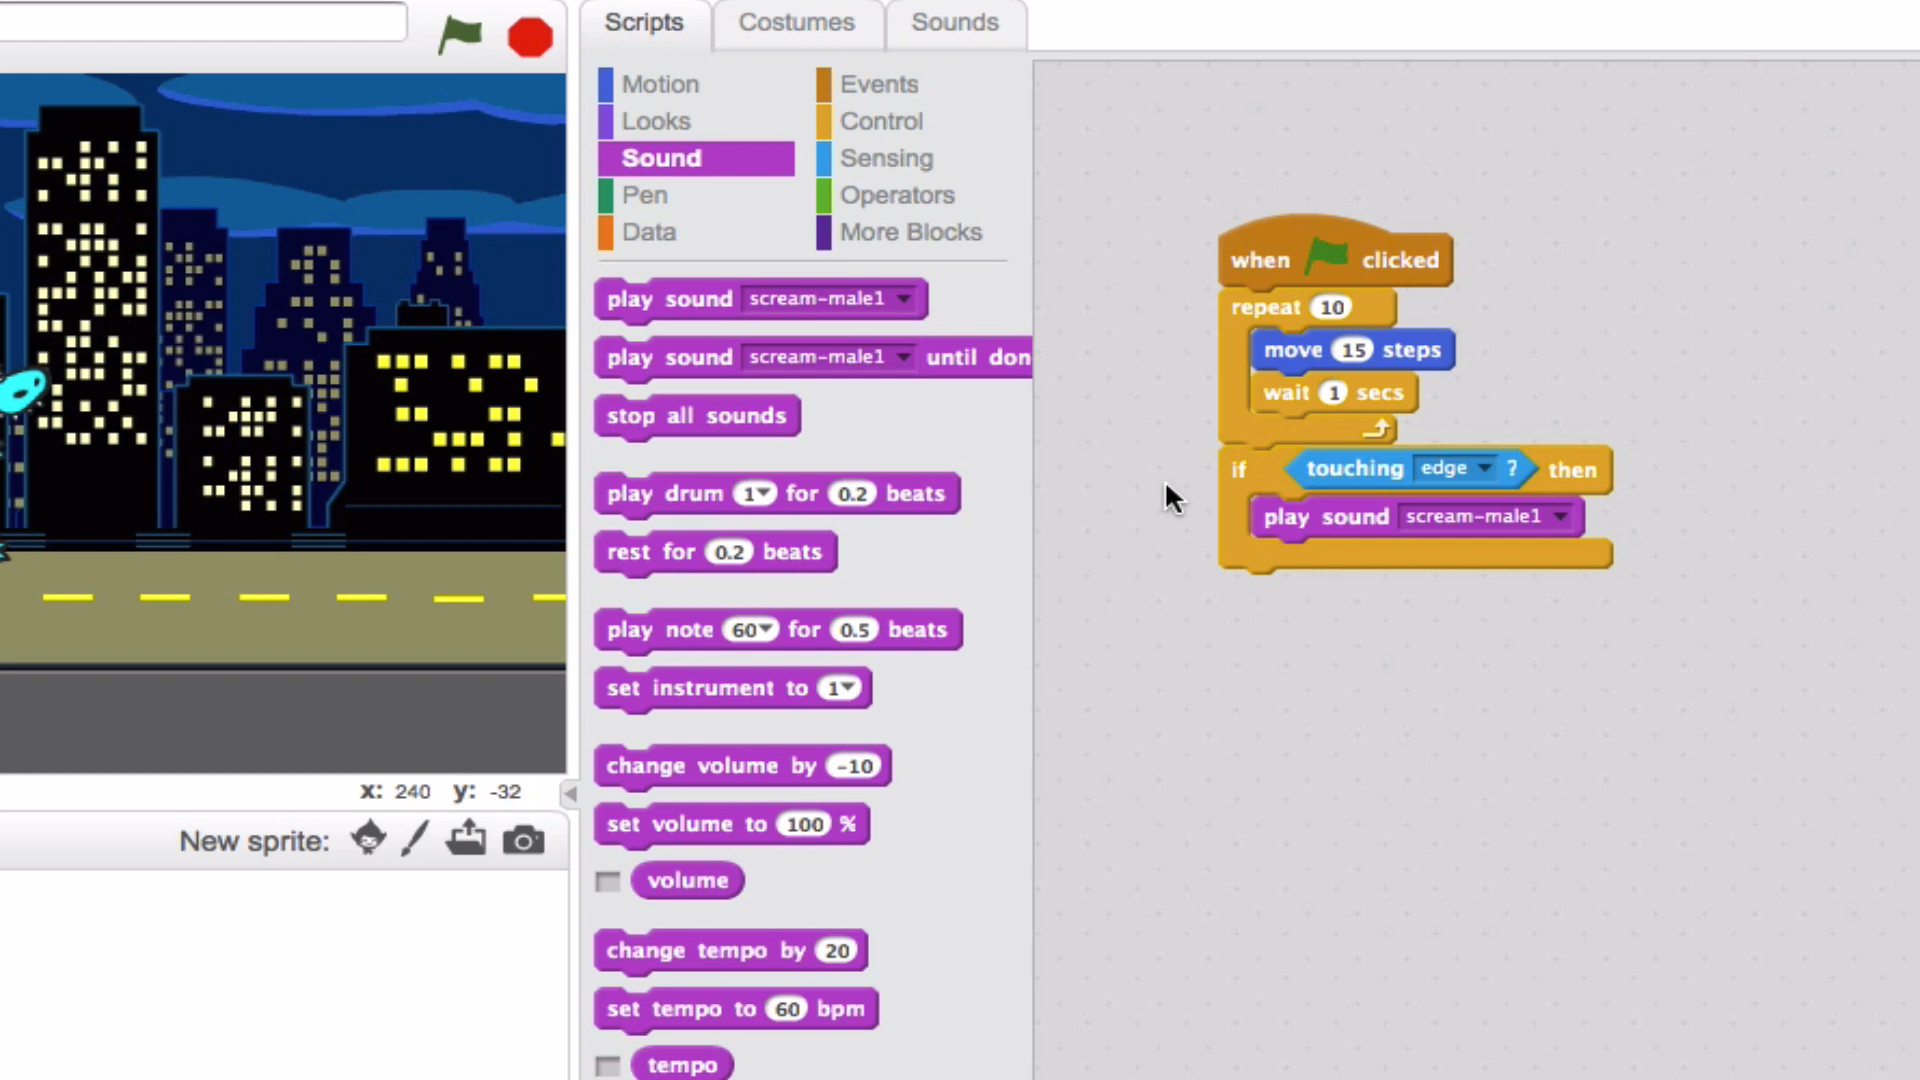 Scripts Costumes Sounds
Motion Events
Looks Control
Sound Sensing
Pen Operators
Data More Blocks
play sound scream-male1
play sound scream-male1 until don
stop all sounds
play drum 1 for 0.2 beats
rest for 0.2 beats
play note 60 for 0.5 beats
set instrument to 1
change volume by -10
set volume to 100 %
volume
change tempo by 20
set tempo to 60 bpm
tempo
when clicked
repeat 10
move 15 steps
wait 1 secs
if touching edge ? then
play sound scream-male1
x: 240 y: -32
New sprite: